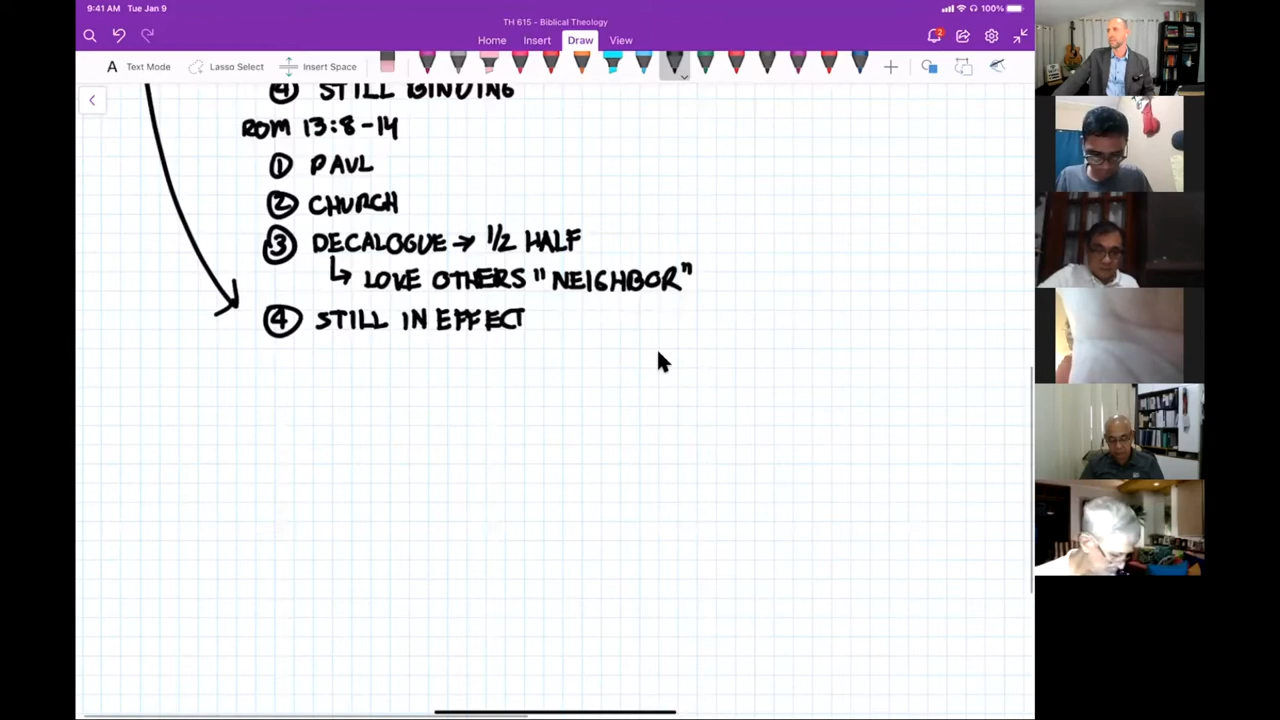 9:41 AM Tue Jan 9
100%
TH 615 - Biblical Theology
Home Insert Draw View
2
A Text Mode Lasso Select Insert Space
④ STILL BINDING
ROM 13:8-14
① PAUL
② CHURCH
③ DECALOGUE → 1/2 HALF
↳ LOVE OTHERS "NEIGHBOR"
④ STILL IN EFFECT